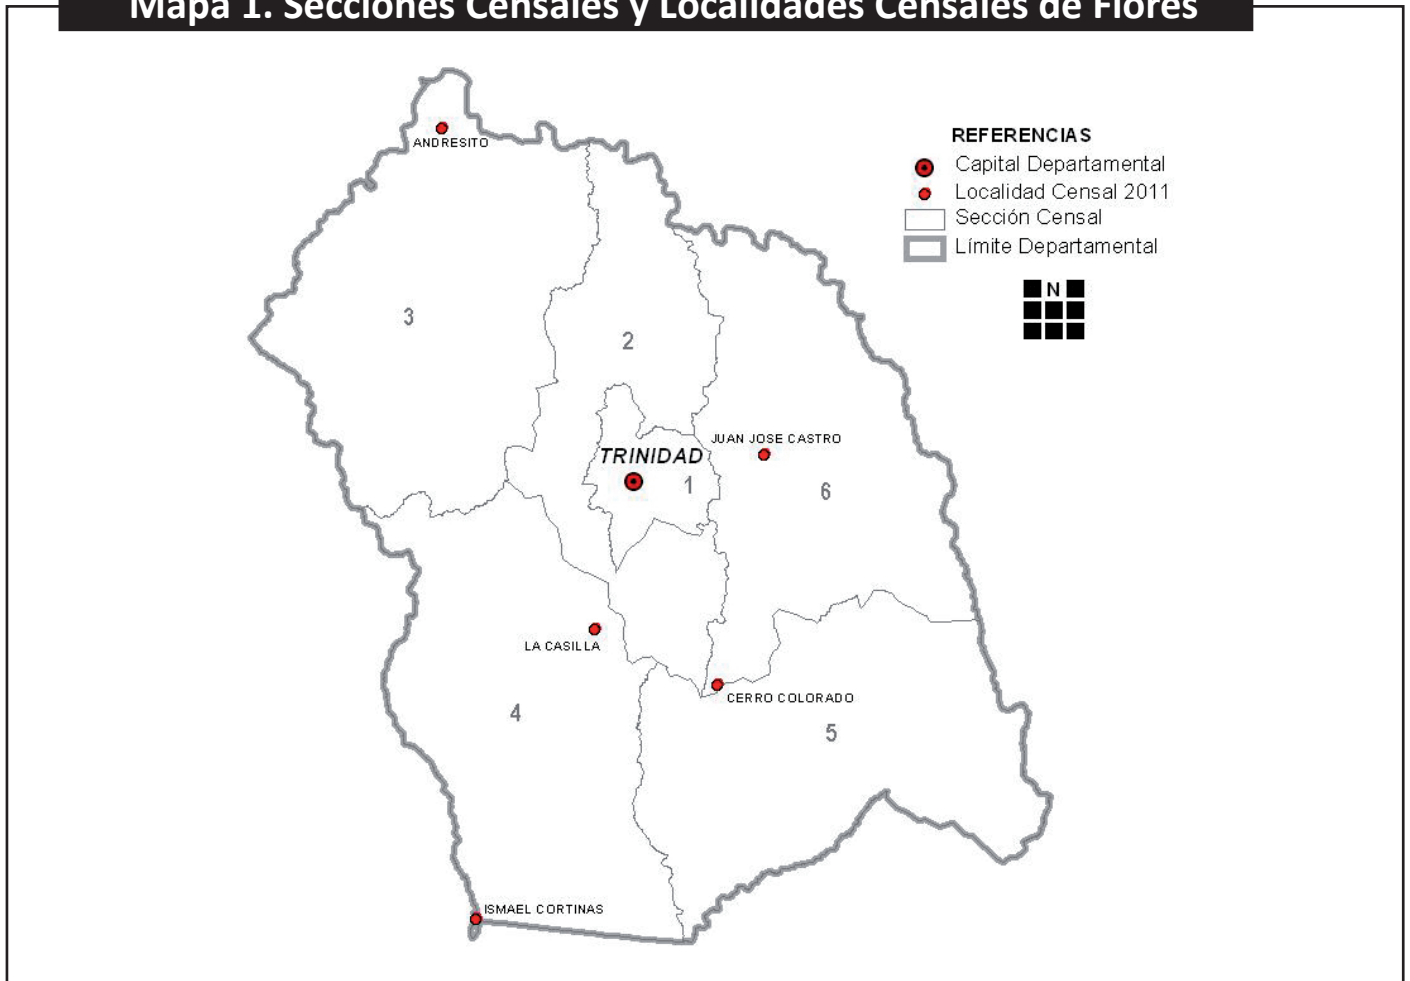 Mapa 1. Secciones Censales y Localidades Censales de Flores
ANDRESITO
REFERENCIAS
Capital Departamental
Localidad Censal 2011
Sección Censal
Límite Departamental
N
3
2
JUAN JOSE CASTRO
TRINIDAD
1
6
LA CASILLA
CERRO COLORADO
4
5
ISMAEL CORTINAS